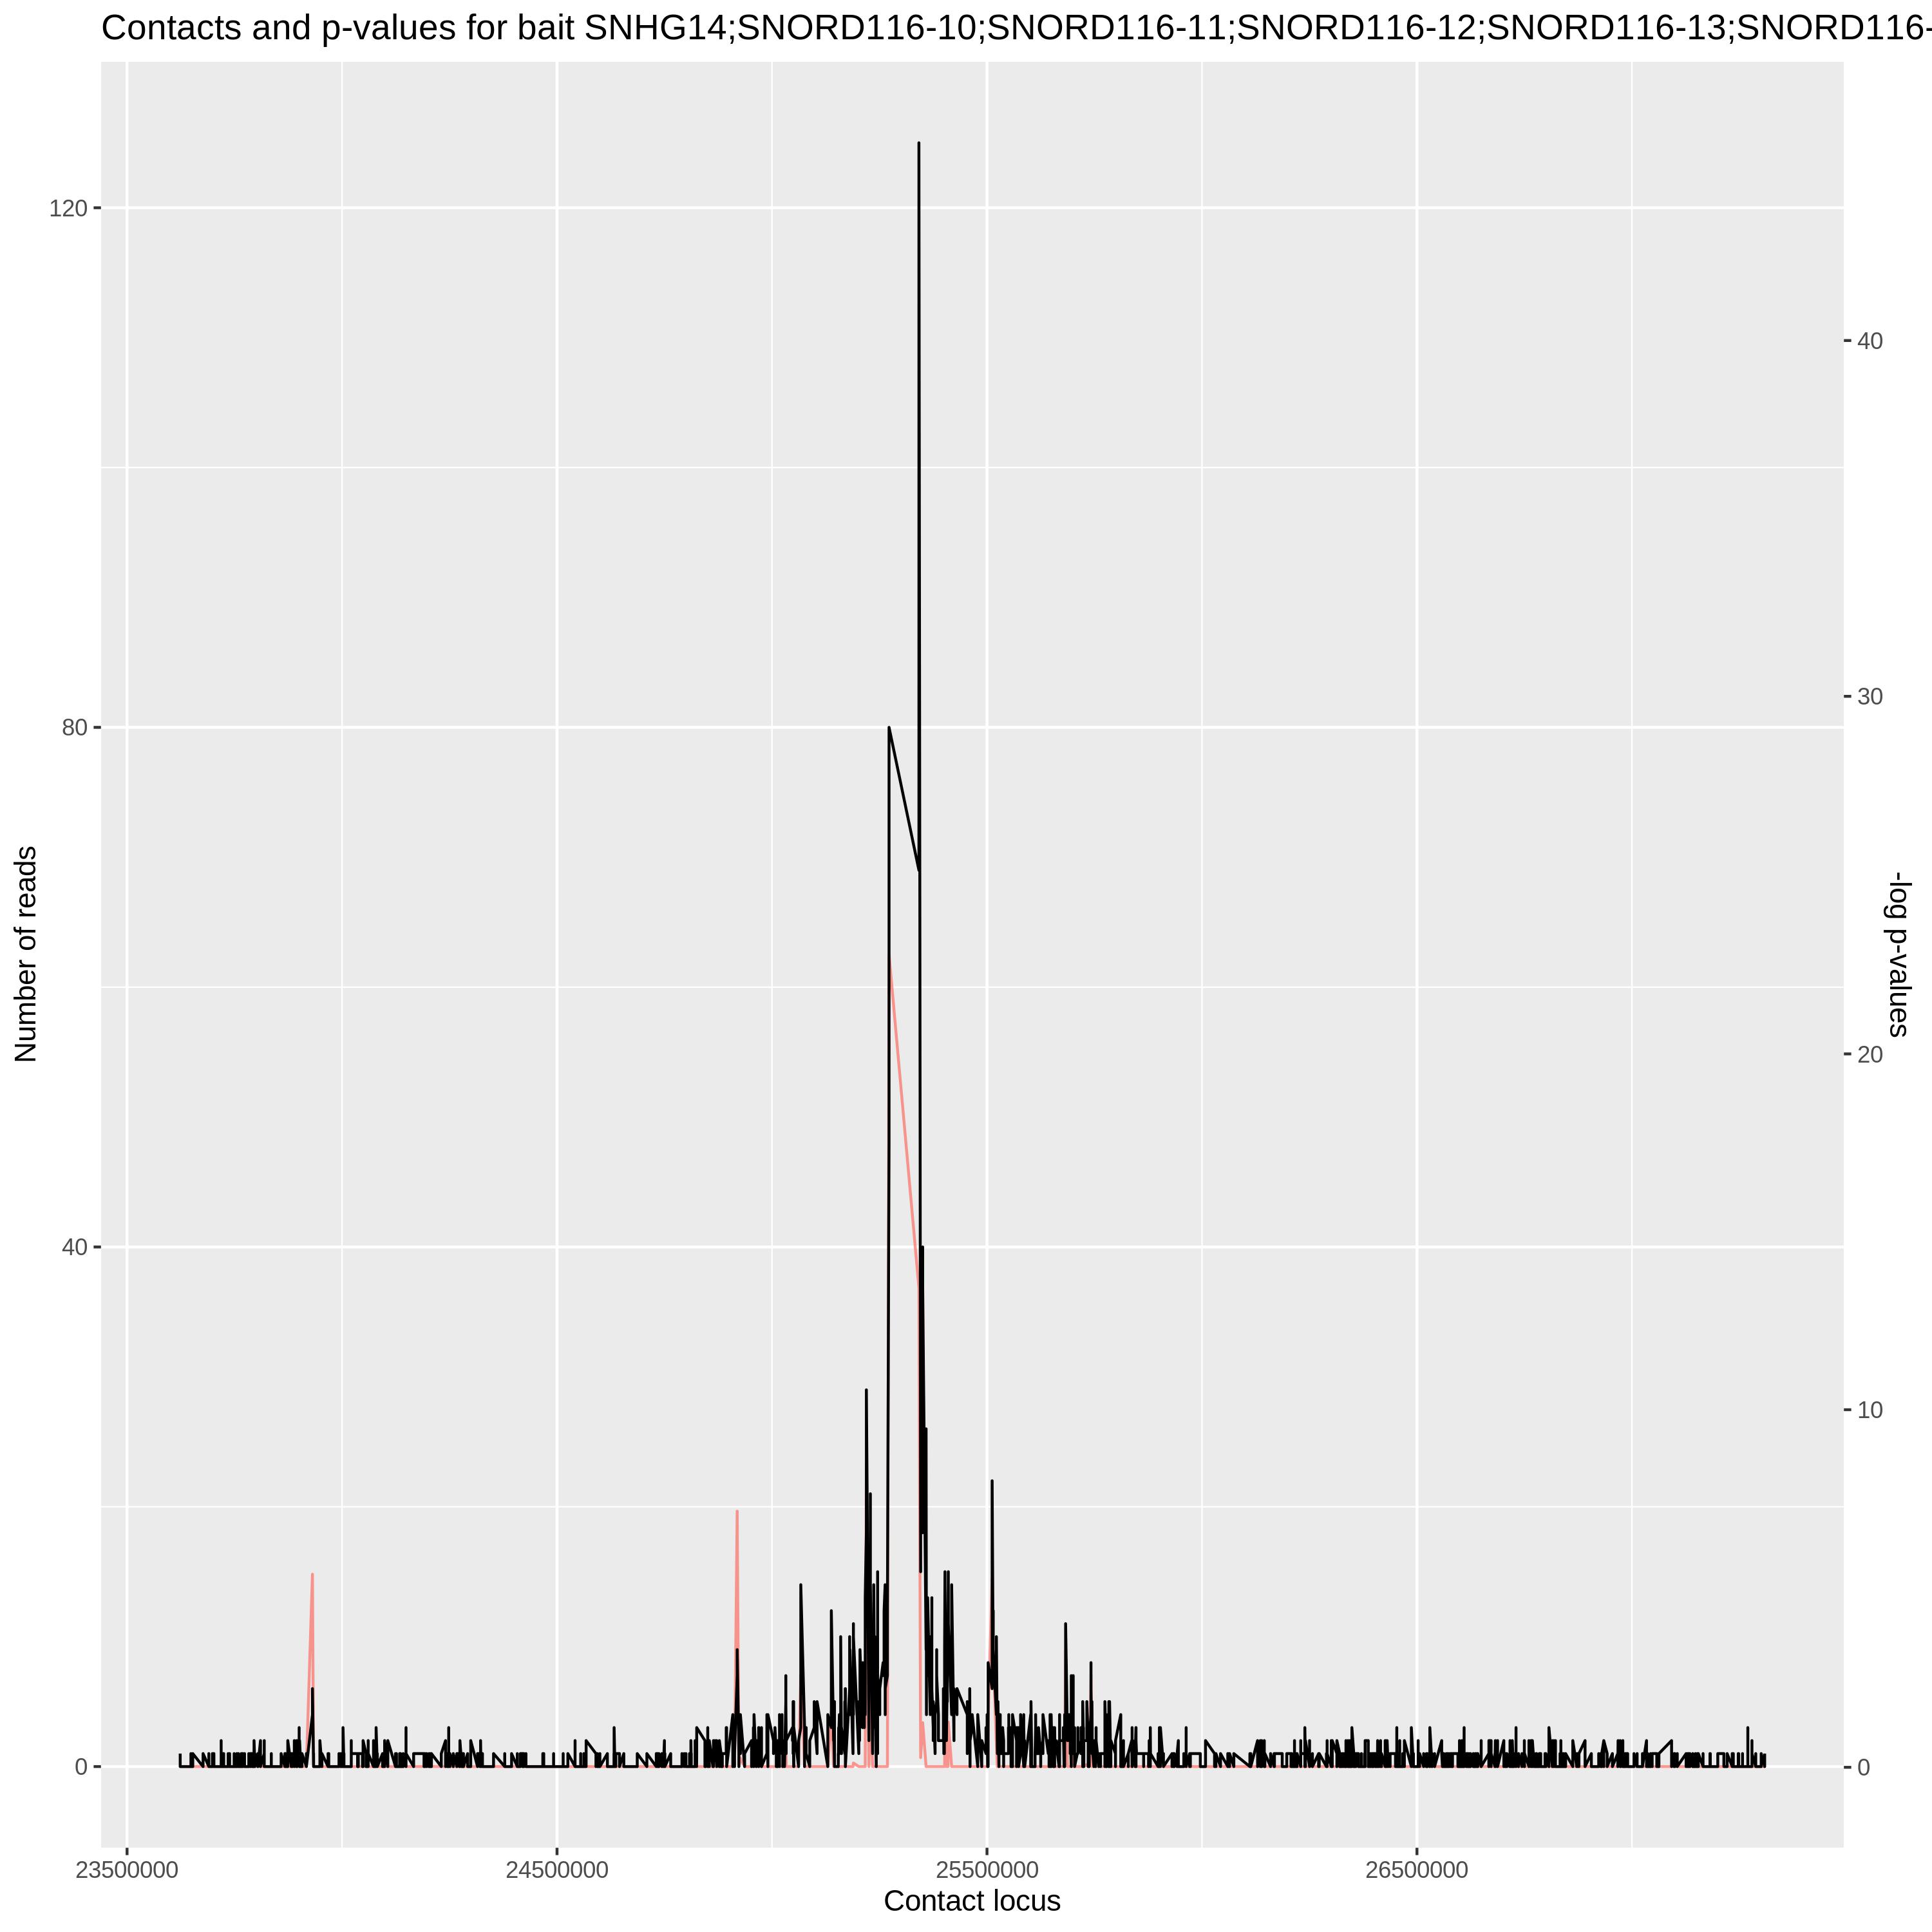 Contacts and p-values for bait SNHG14;SNORD116-10;SNORD116-11;SNORD116-12;SNORD116-13;SNORD116-
120
80
40
0
Number of reads
40
30
20
10
0
-log p-values
23500000 24500000 25500000 26500000
Contact locus